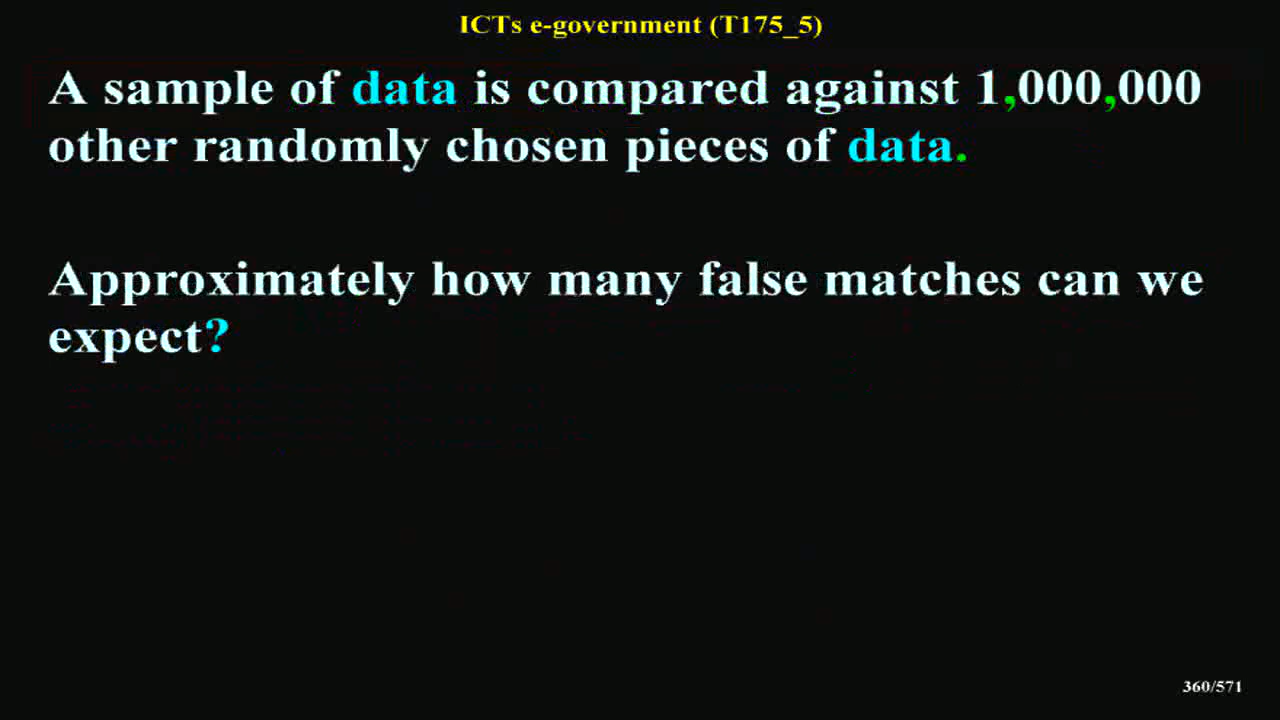 ICTs e-government (T175_5)
A sample of data is compared against 1,000,000
other randomly chosen pieces of data.
Approximately how many false matches can we
expect?
360/571